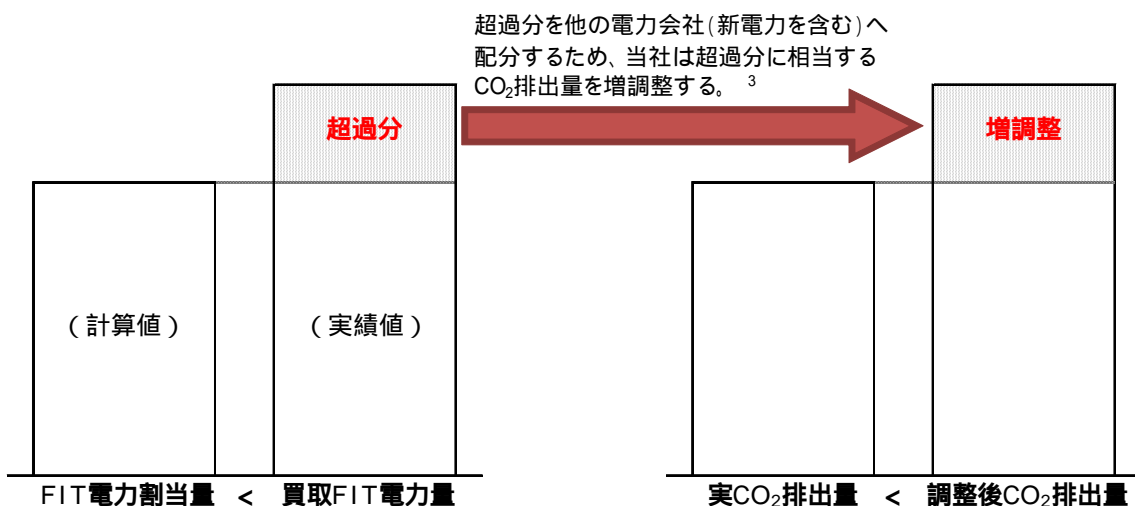 超過分を他の電力会社(新電力を含む)へ
配分するため、当社は超過分に相当する
CO₂排出量を増調整する。 ³
超過分
増調整
(計算値)
(実績値)
FIT電力割当量 < 買取FIT電力量
実CO₂排出量 < 調整後CO₂排出量